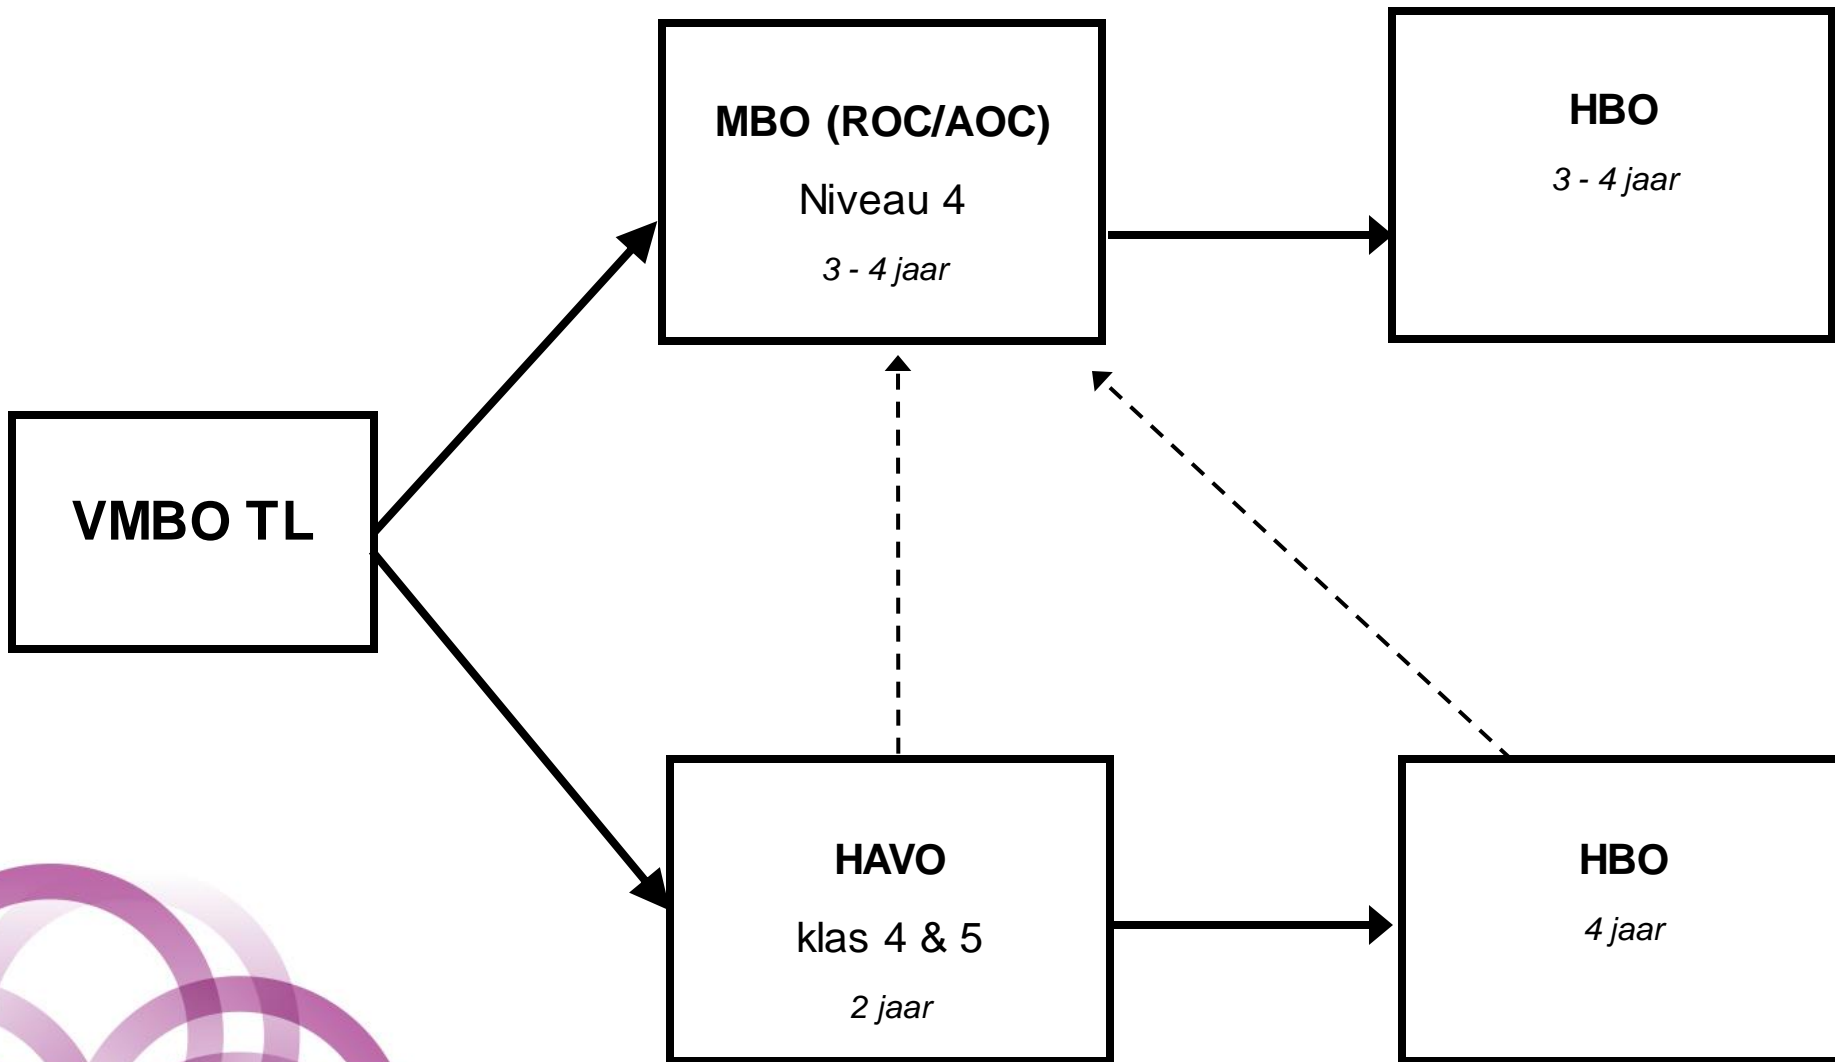 MBO (ROC/AOC)
Niveau 4
3 - 4 jaar
HBO
3 - 4 jaar
VMBO TL
HAVO
klas 4 & 5
2 jaar
HBO
4 jaar